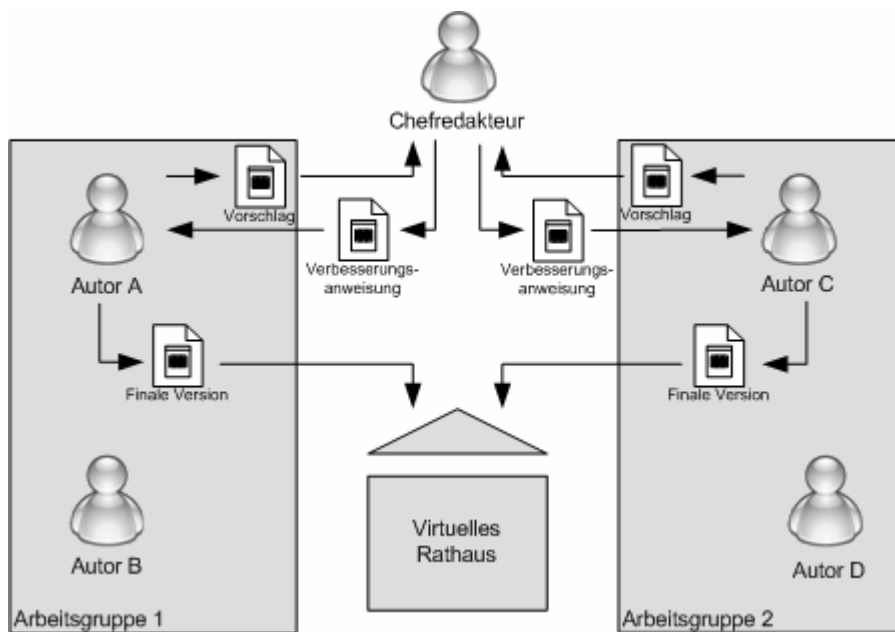 Chefredakteur
Vorschlag
Vorschlag
Verbesserungs-
anweisung
Verbesserungs-
anweisung
Autor A
Autor C
Finale Version
Finale Version
Virtuelles
Rathaus
Autor B
Autor D
Arbeitsgruppe 1
Arbeitsgruppe 2